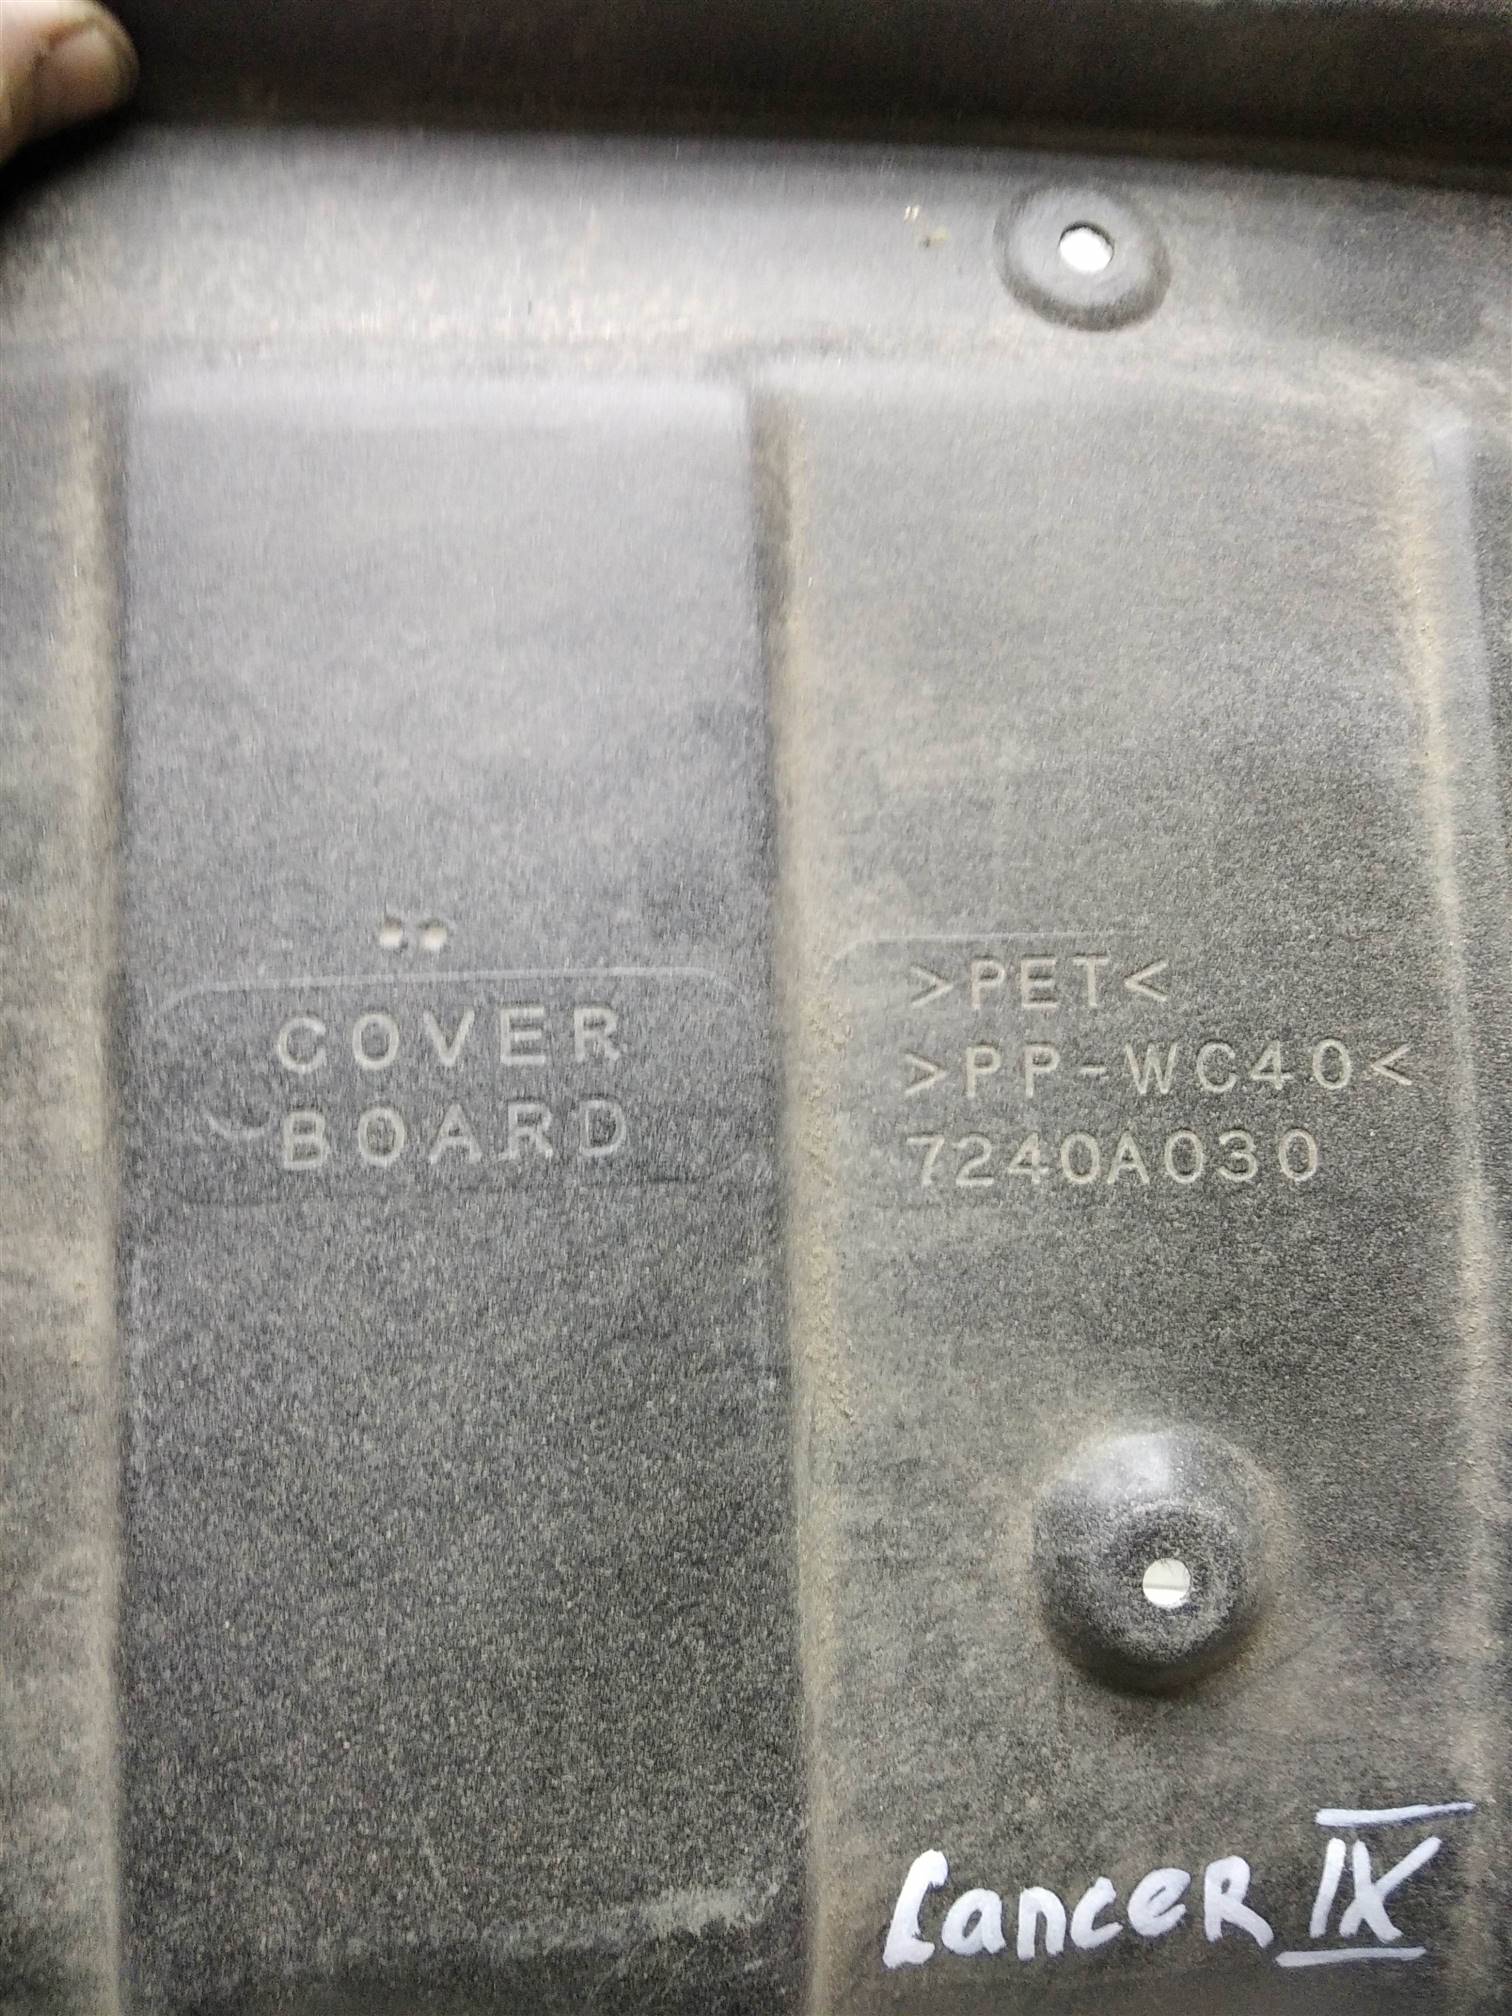 COVER
BOARD
>PET<
>PP-WC40<
7240A030
LanceR IX